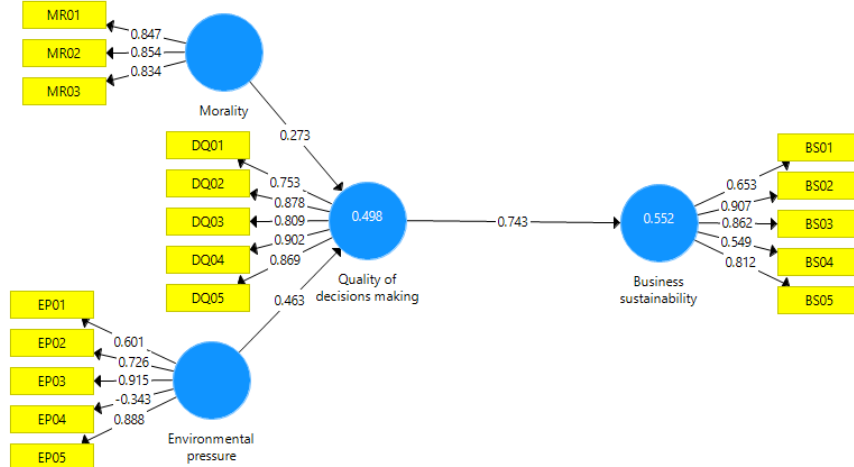 MR01
0.847
MR02
0.854
MR03
0.834
Morality
0.273
DQ01
0.753
DQ02
0.878
DQ03
0.809
DQ04
0.902
DQ05
0.869
0.498
Quality of
decisions making
0.743
0.463
EP01
0.601
EP02
0.726
EP03
0.915
EP04
-0.343
EP05
0.888
Environmental
pressure
0.552
Business
sustainability
BS01
0.653
BS02
0.907
BS03
0.862
BS04
0.549
BS05
0.812